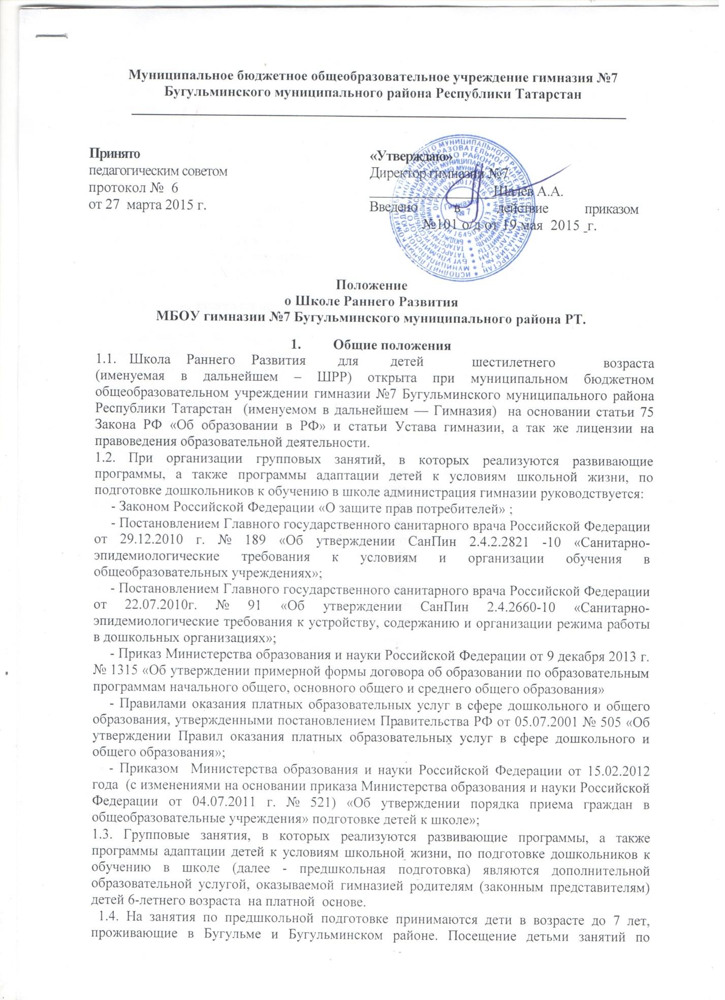 Муниципальное бюджетное общеобразовательное учреждение гимназия №7
Бугульминского муниципального района Республики Татарстан
Принято
педагогическим советом
протокол № 6
от 27 марта 2015 г.
«Утверждаю»
Директор гимназии №7
Шалев А.А.
Введено в действие приказом
№101 о/д от 19 мая 2015 г.
Гимназия
№ 7
Положение
о Школе Раннего Развития
МБОУ гимназии №7 Бугульминского муниципального района РТ.
1. Общие положения
1.1. Школа Раннего Развития для детей шестилетнего возраста
(именуемая в дальнейшем – ШРР) открыта при муниципальном бюджетном
общеобразовательном учреждении гимназии №7 Бугульминского муниципального района
Республики Татарстан (именуемом в дальнейшем — Гимназия) на основании статьи 75
Закона РФ «Об образовании в РФ» и статьи Устава гимназии, а так же лицензии на
правоведения образовательной деятельности.
1.2. При организации групповых занятий, в которых реализуются развивающие
программы, а также программы адаптации детей к условиям школьной жизни, по
подготовке дошкольников к обучению в школе администрация гимназии руководствуется:
- Законом Российской Федерации «О защите прав потребителей» ;
- Постановлением Главного государственного санитарного врача Российской Федерации
от 29.12.2010 г. № 189 «Об утверждении СанПин 2.4.2.2821 -10 «Санитарно-
эпидемиологические требования к условиям и организации обучения в
общеобразовательных учреждениях»;
- Постановлением Главного государственного санитарного врача Российской Федерации
от 22.07.2010г. № 91 «Об утверждении СанПин 2.4.2660-10 «Санитарно-
эпидемиологические требования к устройству, содержанию и организации режима работы
в дошкольных организациях»;
- Приказ Министерства образования и науки Российской Федерации от 9 декабря 2013 г.
№ 1315 «Об утверждении примерной формы договора об образовании по образовательным
программам начального общего, основного общего и среднего общего образования»
- Правилами оказания платных образовательных услуг в сфере дошкольного и общего
образования, утвержденными постановлением Правительства РФ от 05.07.2001 № 505 «Об
утверждении Правил оказания платных образовательных услуг в сфере дошкольного и
общего образования»;
- Приказом Министерства образования и науки Российской Федерации от 15.02.2012
года (с изменениями на основании приказа Министерства образования и науки Российской
Федерации от 04.07.2011 г. № 521) «Об утверждении порядка приема граждан в
общеобразовательные учреждения» подготовке детей к школе»;
1.3. Групповые занятия, в которых реализуются развивающие программы, а также
программы адаптации детей к условиям школьной жизни, по подготовке дошкольников к
обучению в школе (далее - предшкольная подготовка) являются дополнительной
образовательной услугой, оказываемой гимназией родителям (законным представителям)
детей 6-летнего возраста на платной основе.
1.4. На занятия по предшкольной подготовке принимаются дети в возрасте до 7 лет,
проживающие в Бугульме и Бугульминском районе. Посещение детьми занятий по